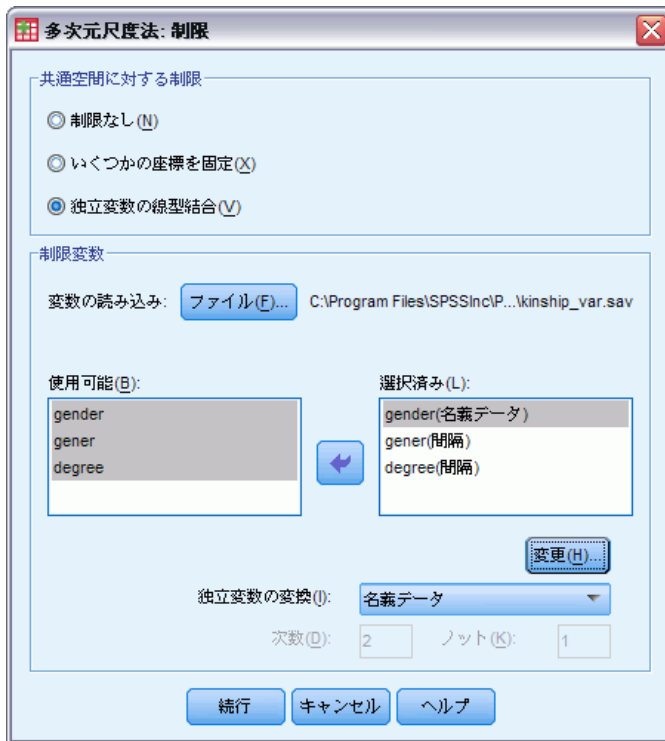 多次元尺度法: 制限
共通空間に対する制限
制限なし(N)
いくつかの座標を固定(X)
独立変数の線型結合(V)
制限変数
変数の読み込み: ファイル(F)... C:\Program Files\SPSSInc\P...\kinship_var.sav
使用可能(B): 選択済み(L):
gender gender(名義データ)
gener gener(間隔)
degree degree(間隔)
変更(H)...
独立変数の変換(I): 名義データ
次数(D): 2 ノット(K): 1
続行 キャンセル ヘルプ